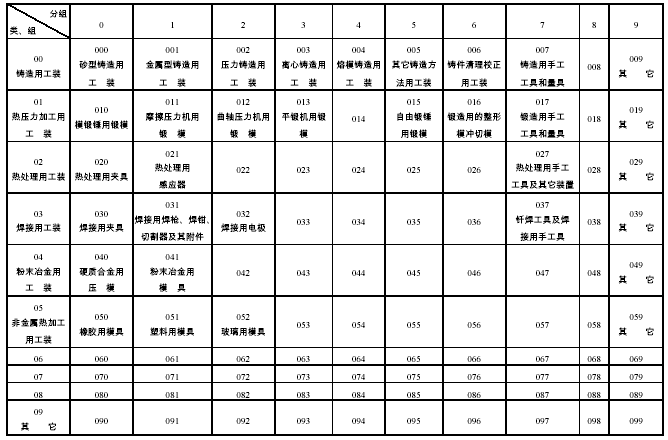 分组
类、组
0 1 2 3 4 5 6 7 8 9
00
铸造用工装
000
砂型铸造用
工 装
001
金属型铸造用
工 装
002
压力铸造用
工 装
003
离心铸造用
工 装
004
熔模铸造用
工 装
005
其它铸造方
法用工装
006
铸件清理校正
用工装
007
铸造用手工
工具和量具
008
009
其 它
01
热压力加工用
工 装
010
模锻锤用锻模
011
摩擦压力机用
锻 模
012
曲轴压力机用
锻 模
013
平锻机用锻
模
014
015
自由锻锤
用锻模
016
锻造用的整形
模冲切模
017
锻造用手工
工具和量具
018
019
其 它
02
热处理用工装
020
热处理用夹具
021
热处理用
感应器
022
023
024
025
026
027
热处理用手工
工具及其它装置
028
029
其 它
03
焊接用工装
030
焊接用夹具
031
焊接用焊枪、焊钳、
切割器及其附件
032
焊接用电极
033
034
035
036
037
钎焊工具及焊
接用手工具
038
039
其 它
04
粉末冶金用
工 装
040
硬质合金用
压 模
041
粉末冶金用
模 具
042
043
044
045
046
047
048
049
其 它
05
非金属热加工
用工装
050
橡胶用模具
051
塑料用模具
052
玻璃用模具
053
054
055
056
057
058
059
其 它
06 060 061 062 063 064 065 066 067 068 069
07 070 071 072 073 074 075 076 077 078 079
08 080 081 082 083 084 085 086 087 088 089
09
其 它
090 091 092 093 094 095 096 097 098 099